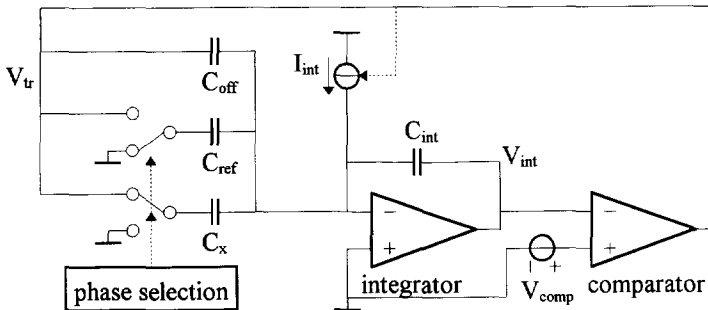 V_tr
C_off
C_ref
C_x
phase selection
I_int
C_int
V_int
−
+
integrator
− +
V_comp
−
+
comparator